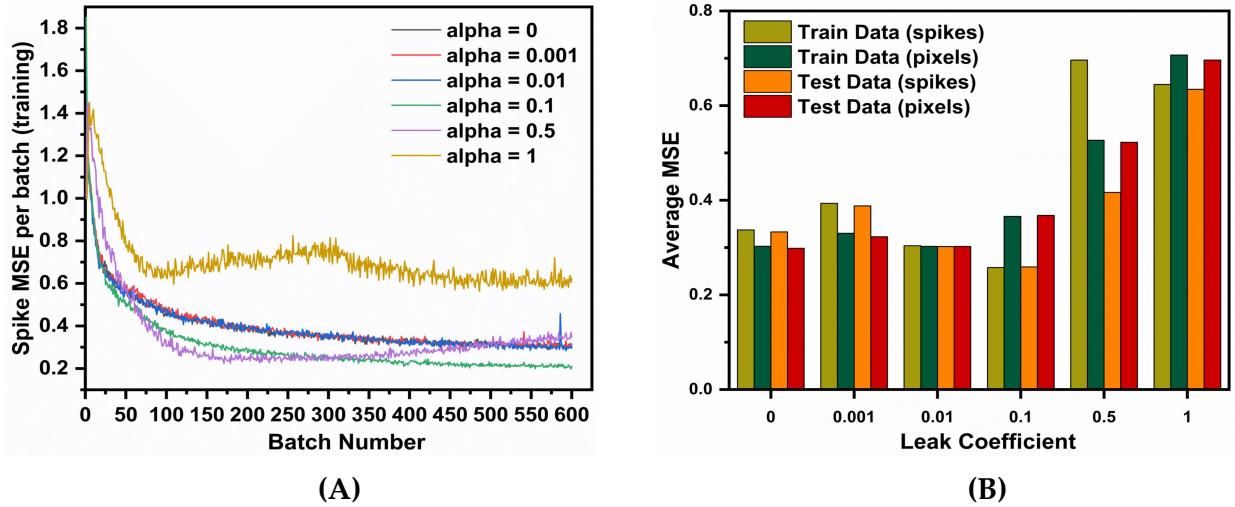 1.8
1.6
1.4
1.2
1.0
0.8
0.6
0.4
0.2
Spike MSE per batch (training)
alpha = 0
alpha = 0.001
alpha = 0.01
alpha = 0.1
alpha = 0.5
alpha = 1
0 50 100 150 200 250 300 350 400 450 500 550 600
Batch Number
(A)
0.8
0.6
0.4
0.2
0.0
Average MSE
Train Data (spikes)
Train Data (pixels)
Test Data (spikes)
Test Data (pixels)
0 0.001 0.01 0.1 0.5 1
Leak Coefficient
(B)